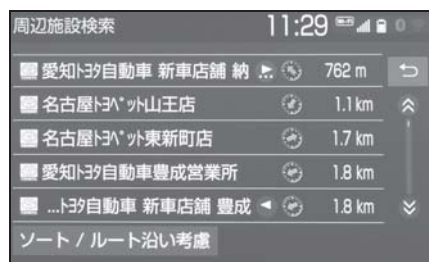 周辺施設検索 11:29
愛知トヨタ自動車 新車店舗 納 762 m
名古屋トヨペット山王店 1.1 km
名古屋トヨペット東新町店 1.7 km
愛知トヨタ自動車豊成営業所 1.8 km
...トヨタ自動車 新車店舗 豊成 1.8 km
ソート / ルート沿い考慮